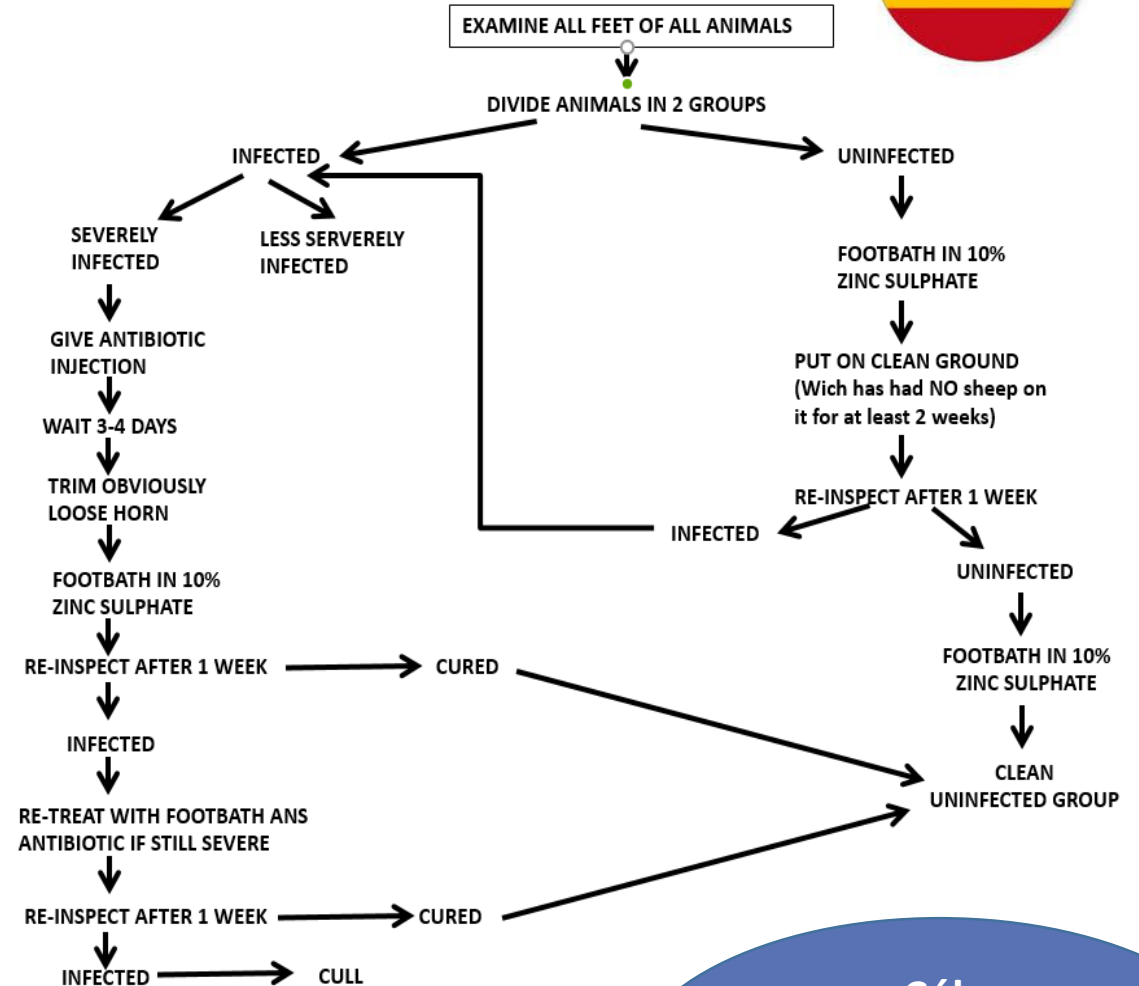 EXAMINE ALL FEET OF ALL ANIMALS
DIVIDE ANIMALS IN 2 GROUPS
INFECTED
UNINFECTED
SEVERELY
INFECTED
LESS SERVERELY
INFECTED
FOOTBATH IN 10%
ZINC SULPHATE
GIVE ANTIBIOTIC
INJECTION
PUT ON CLEAN GROUND
(Wich has had NO sheep on
it for at least 2 weeks)
WAIT 3-4 DAYS
TRIM OBVIOUSLY
LOOSE HORN
RE-INSPECT AFTER 1 WEEK
INFECTED
UNINFECTED
FOOTBATH IN 10%
ZINC SULPHATE
FOOTBATH IN 10%
ZINC SULPHATE
RE-INSPECT AFTER 1 WEEK
CURED
INFECTED
CLEAN
UNINFECTED GROUP
RE-TREAT WITH FOOTBATH ANS
ANTIBIOTIC IF STILL SEVERE
RE-INSPECT AFTER 1 WEEK
CURED
INFECTED
CULL